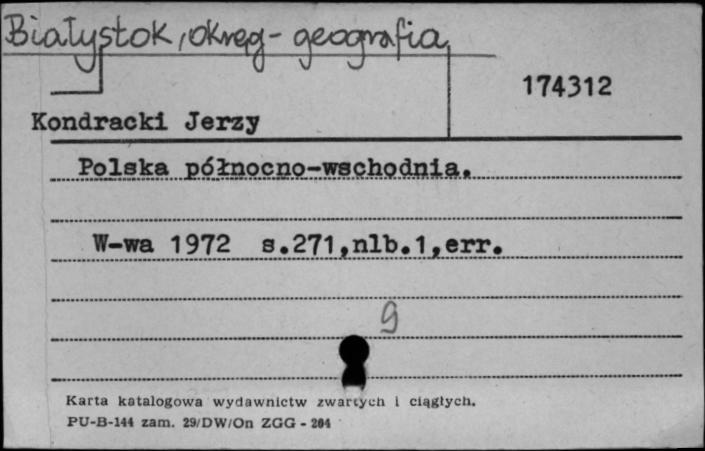 Białystok, okręg - geografia
174312
Kondracki Jerzy
Polska północno-wschodnia.
W-wa 1972 s.271,nlb.1,err.
9
Karta katalogowa wydawnictw zwartych i ciągłych.
PU-B-144 zam. 29/DW/On ZGG - 204